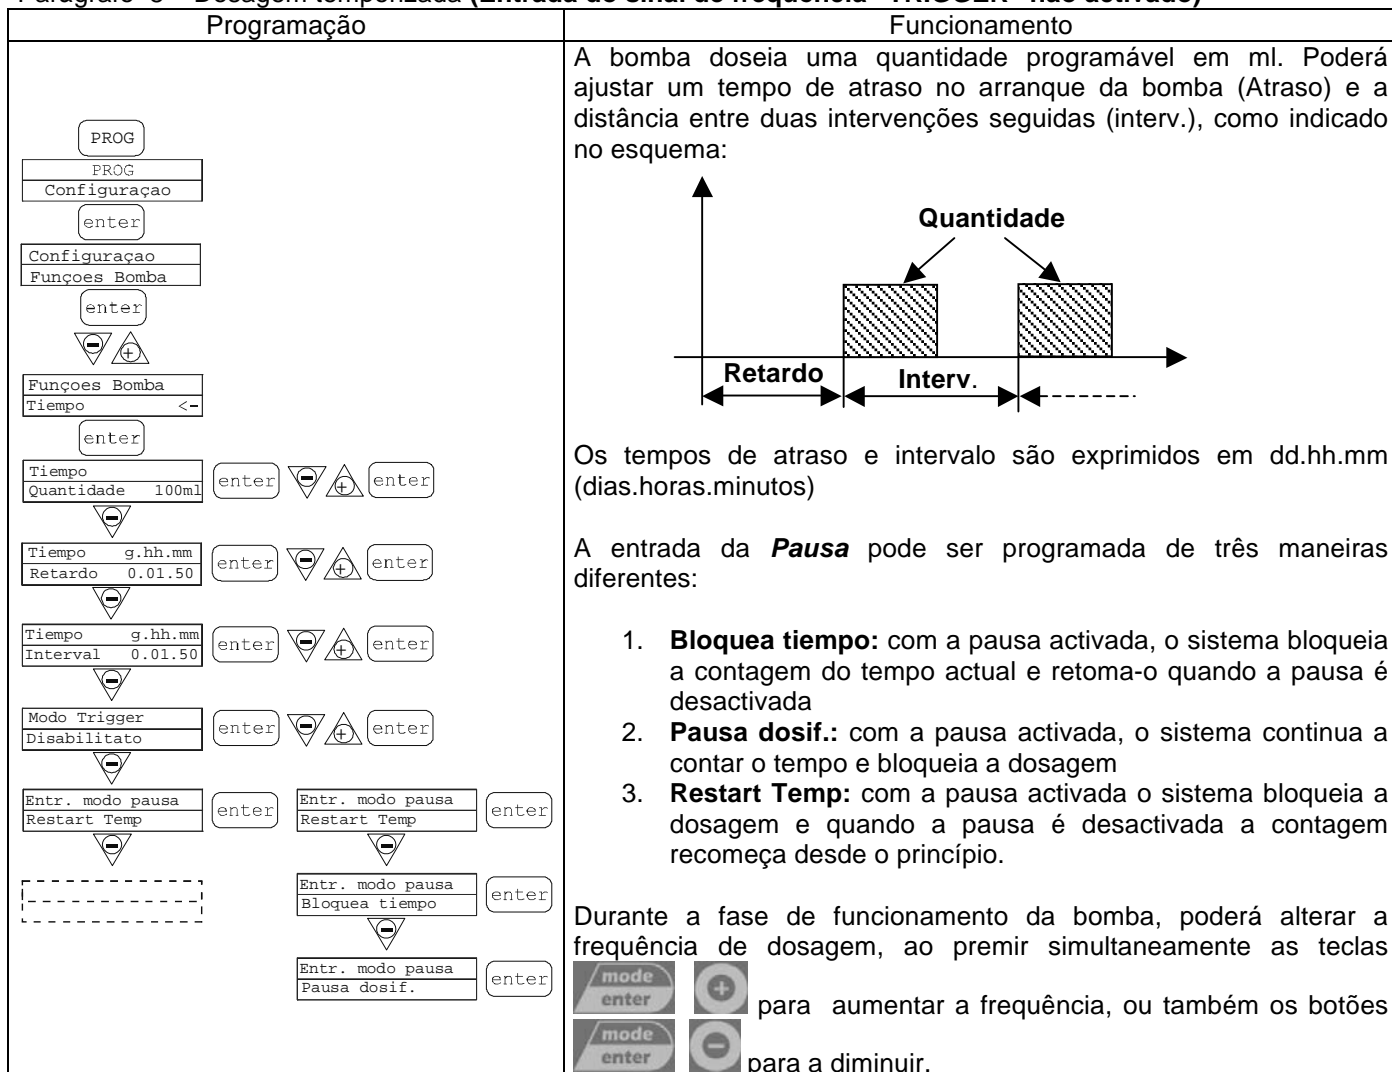 Paragrafo 8 – Dosagem temporizada (Entrada do sinal de frequência "TRIGGER" não activado)
Programação
PROG
PROG
Configuraçao
enter
Configuraçao
Funçoes Bomba
enter
Funçoes Bomba
Tiempo <-
enter
Tiempo
Quantidade 100ml
enter
enter
Tiempo g.hh.mm
Retardo 0.01.50
enter
enter
Tiempo g.hh.mm
Interval 0.01.50
enter
enter
Modo Trigger
Disabilitato
enter
enter
Entr. modo pausa
Restart Temp
enter
Entr. modo pausa
Restart Temp
enter
Entr. modo pausa
Bloquea tiempo
enter
Entr. modo pausa
Pausa dosif.
enter
Funcionamento
A bomba doseia uma quantidade programável em ml. Poderá
ajustar um tempo de atraso no arranque da bomba (Atraso) e a
distância entre duas intervenções seguidas (interv.), como indicado
no esquema:
Quantidade
Retardo
Interv.
Os tempos de atraso e intervalo são exprimidos em dd.hh.mm
(dias.horas.minutos)
A entrada da Pausa pode ser programada de três maneiras
diferentes:
1. Bloquea tiempo: com a pausa activada, o sistema bloqueia
a contagem do tempo actual e retoma-o quando a pausa é
desactivada
2. Pausa dosif.: com a pausa activada, o sistema continua a
contar o tempo e bloqueia a dosagem
3. Restart Temp: com a pausa activada o sistema bloqueia a
dosagem e quando a pausa é desactivada a contagem
recomeça desde o princípio.
Durante a fase de funcionamento da bomba, poderá alterar a
frequência de dosagem, ao premir simultaneamente as teclas
mode
enter
para aumentar a frequência, ou também os botões
mode
enter
para a diminuir.